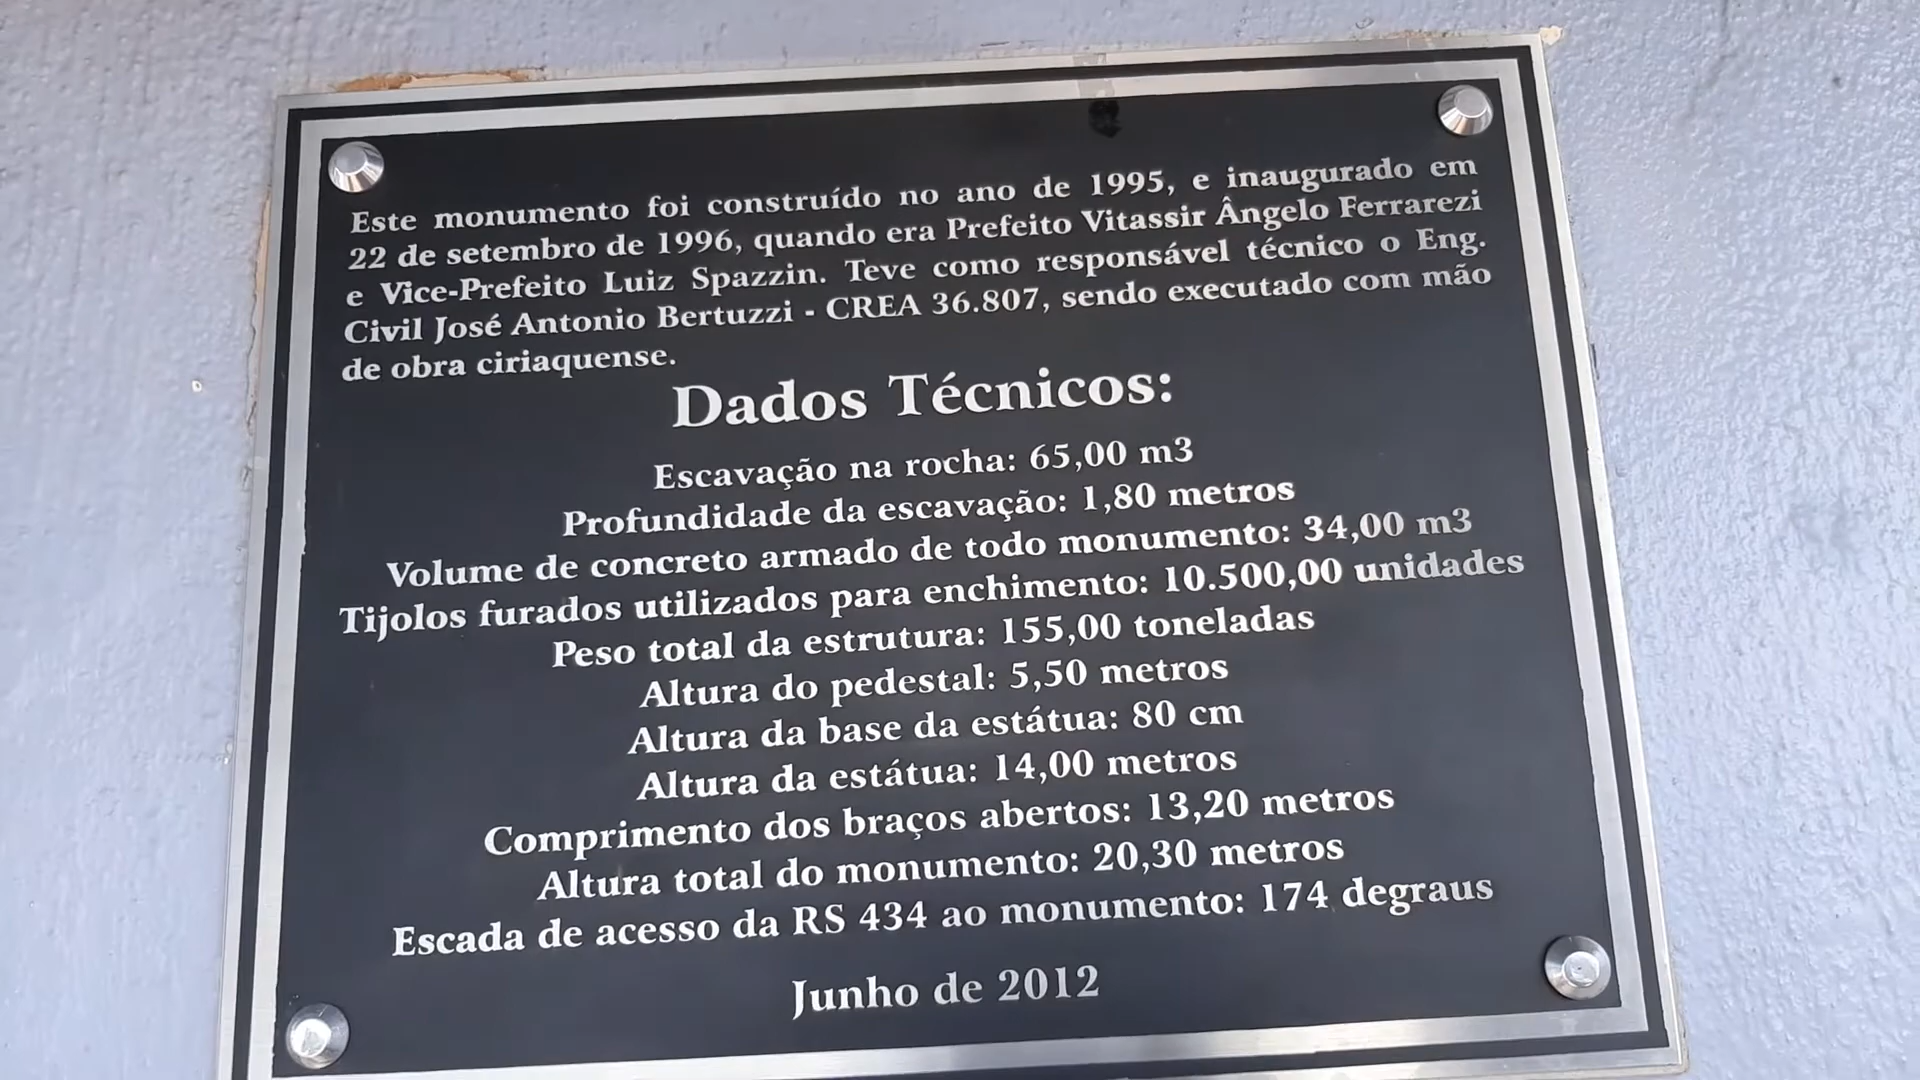 Este monumento foi construído no ano de 1995, e inaugurado em
22 de setembro de 1996, quando era Prefeito Vitassir Ângelo Ferrarezi
e Vice-Prefeito Luiz Spazzin. Teve como responsável técnico o Eng.
Civil José Antonio Bertuzzi - CREA 36.807, sendo executado com mão
de obra ciriaquense.
Dados Técnicos:
Escavação na rocha: 65,00 m3
Profundidade da escavação: 1,80 metros
Volume de concreto armado de todo monumento: 34,00 m3
Tijolos furados utilizados para enchimento: 10.500,00 unidades
Peso total da estrutura: 155,00 toneladas
Altura do pedestal: 5,50 metros
Altura da base da estátua: 80 cm
Altura da estátua: 14,00 metros
Comprimento dos braços abertos: 13,20 metros
Altura total do monumento: 20,30 metros
Escada de acesso da RS 434 ao monumento: 174 degraus
Junho de 2012